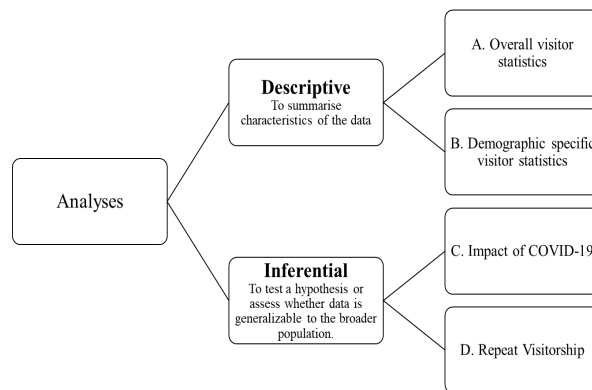 Analyses
Descriptive
To summarise
characteristics of the data
Inferential
To test a hypothesis or
assess whether data is
generalizable to the broader
population.
A. Overall visitor
statistics
B. Demographic specific
visitor statistics
C. Impact of COVID-19
D. Repeat Visitorship